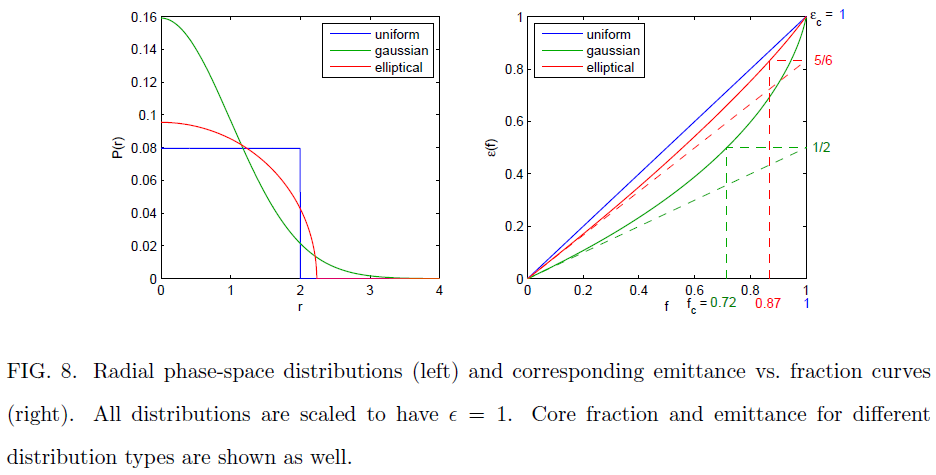 0.16
0.14
0.12
0.1
0.08
0.06
0.04
0.02
0
P(r)
uniform
gaussian
elliptical
0 1 2 3 4
r
1
0.8
0.6
0.4
0.2
0
ε(f)
uniform
gaussian
elliptical
εc = 1
5/6
1/2
0 0.2 0.4 0.6 0.8 1
f fc = 0.72 0.87 1
FIG. 8. Radial phase-space distributions (left) and corresponding emittance vs. fraction curves
(right). All distributions are scaled to have ϵ = 1. Core fraction and emittance for different
distribution types are shown as well.